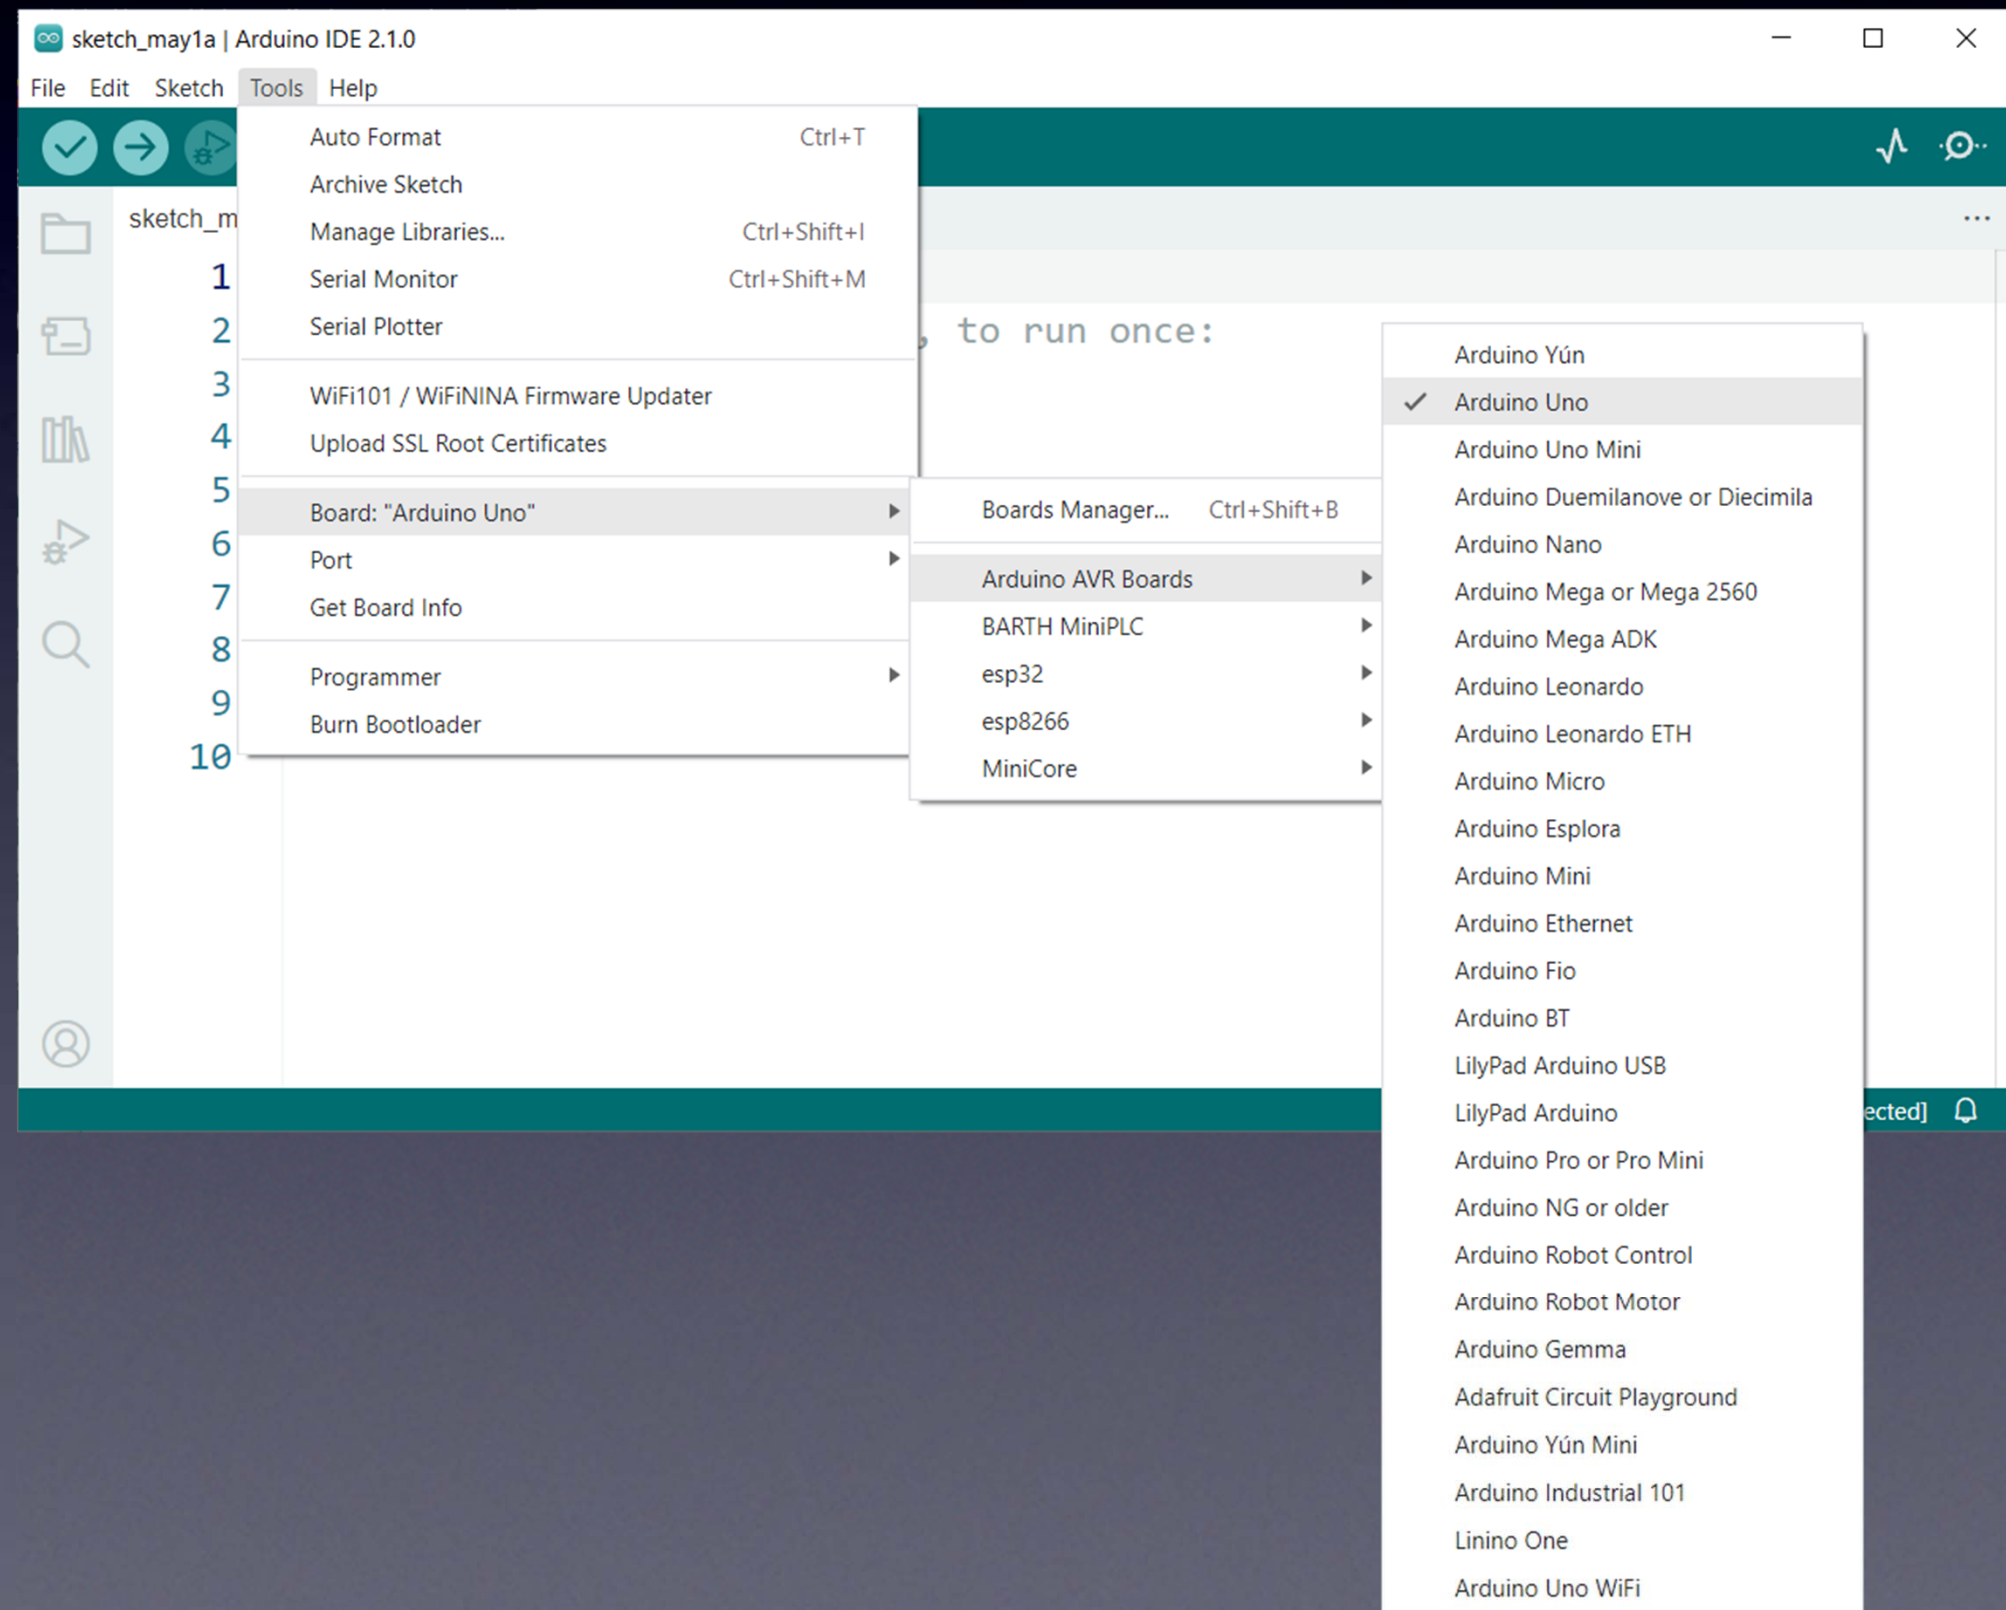 sketch_may1a | Arduino IDE 2.1.0
File Edit Sketch Tools Help
sketch_m
1
2
3
4
5
6
7
8
9
10
, to run once:
Auto Format Ctrl+T
Archive Sketch
Manage Libraries... Ctrl+Shift+I
Serial Monitor Ctrl+Shift+M
Serial Plotter
WiFi101 / WiFiNINA Firmware Updater
Upload SSL Root Certificates
Board: "Arduino Uno"
Port
Get Board Info
Programmer
Burn Bootloader
Boards Manager... Ctrl+Shift+B
Arduino AVR Boards
BARTH MiniPLC
esp32
esp8266
MiniCore
Arduino Yún
Arduino Uno
Arduino Uno Mini
Arduino Duemilanove or Diecimila
Arduino Nano
Arduino Mega or Mega 2560
Arduino Mega ADK
Arduino Leonardo
Arduino Leonardo ETH
Arduino Micro
Arduino Esplora
Arduino Mini
Arduino Ethernet
Arduino Fio
Arduino BT
LilyPad Arduino USB
LilyPad Arduino
Arduino Pro or Pro Mini
Arduino NG or older
Arduino Robot Control
Arduino Robot Motor
Arduino Gemma
Adafruit Circuit Playground
Arduino Yún Mini
Arduino Industrial 101
Linino One
Arduino Uno WiFi
ected]